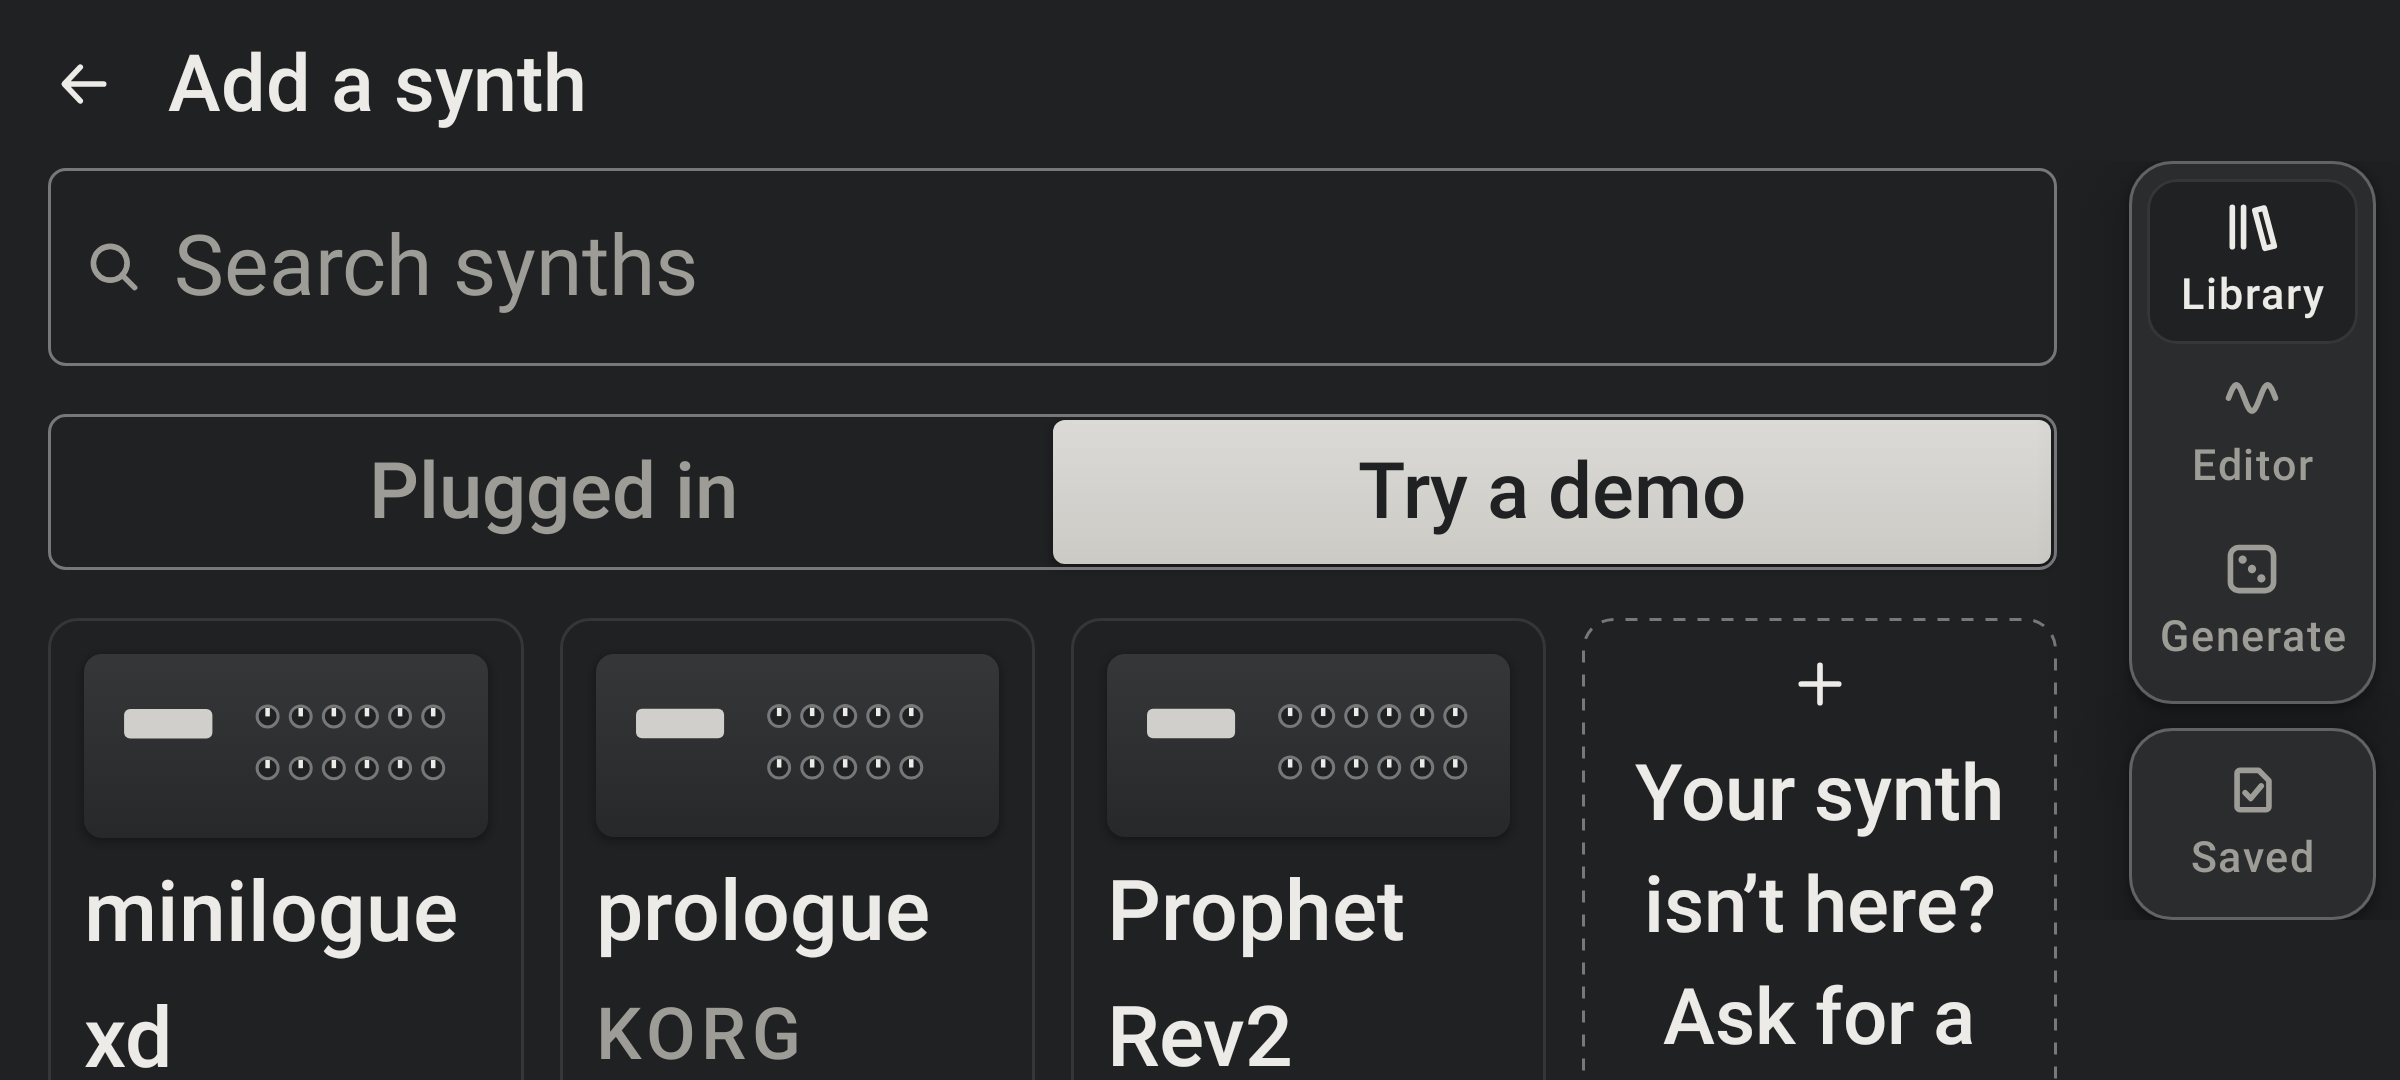 Add a synth
Search synths
Plugged in
Try a demo
minilogue
xd
prologue
KORG
Prophet
Rev2
Your synth
isn’t here?
Ask for a
Library
Editor
Generate
Saved